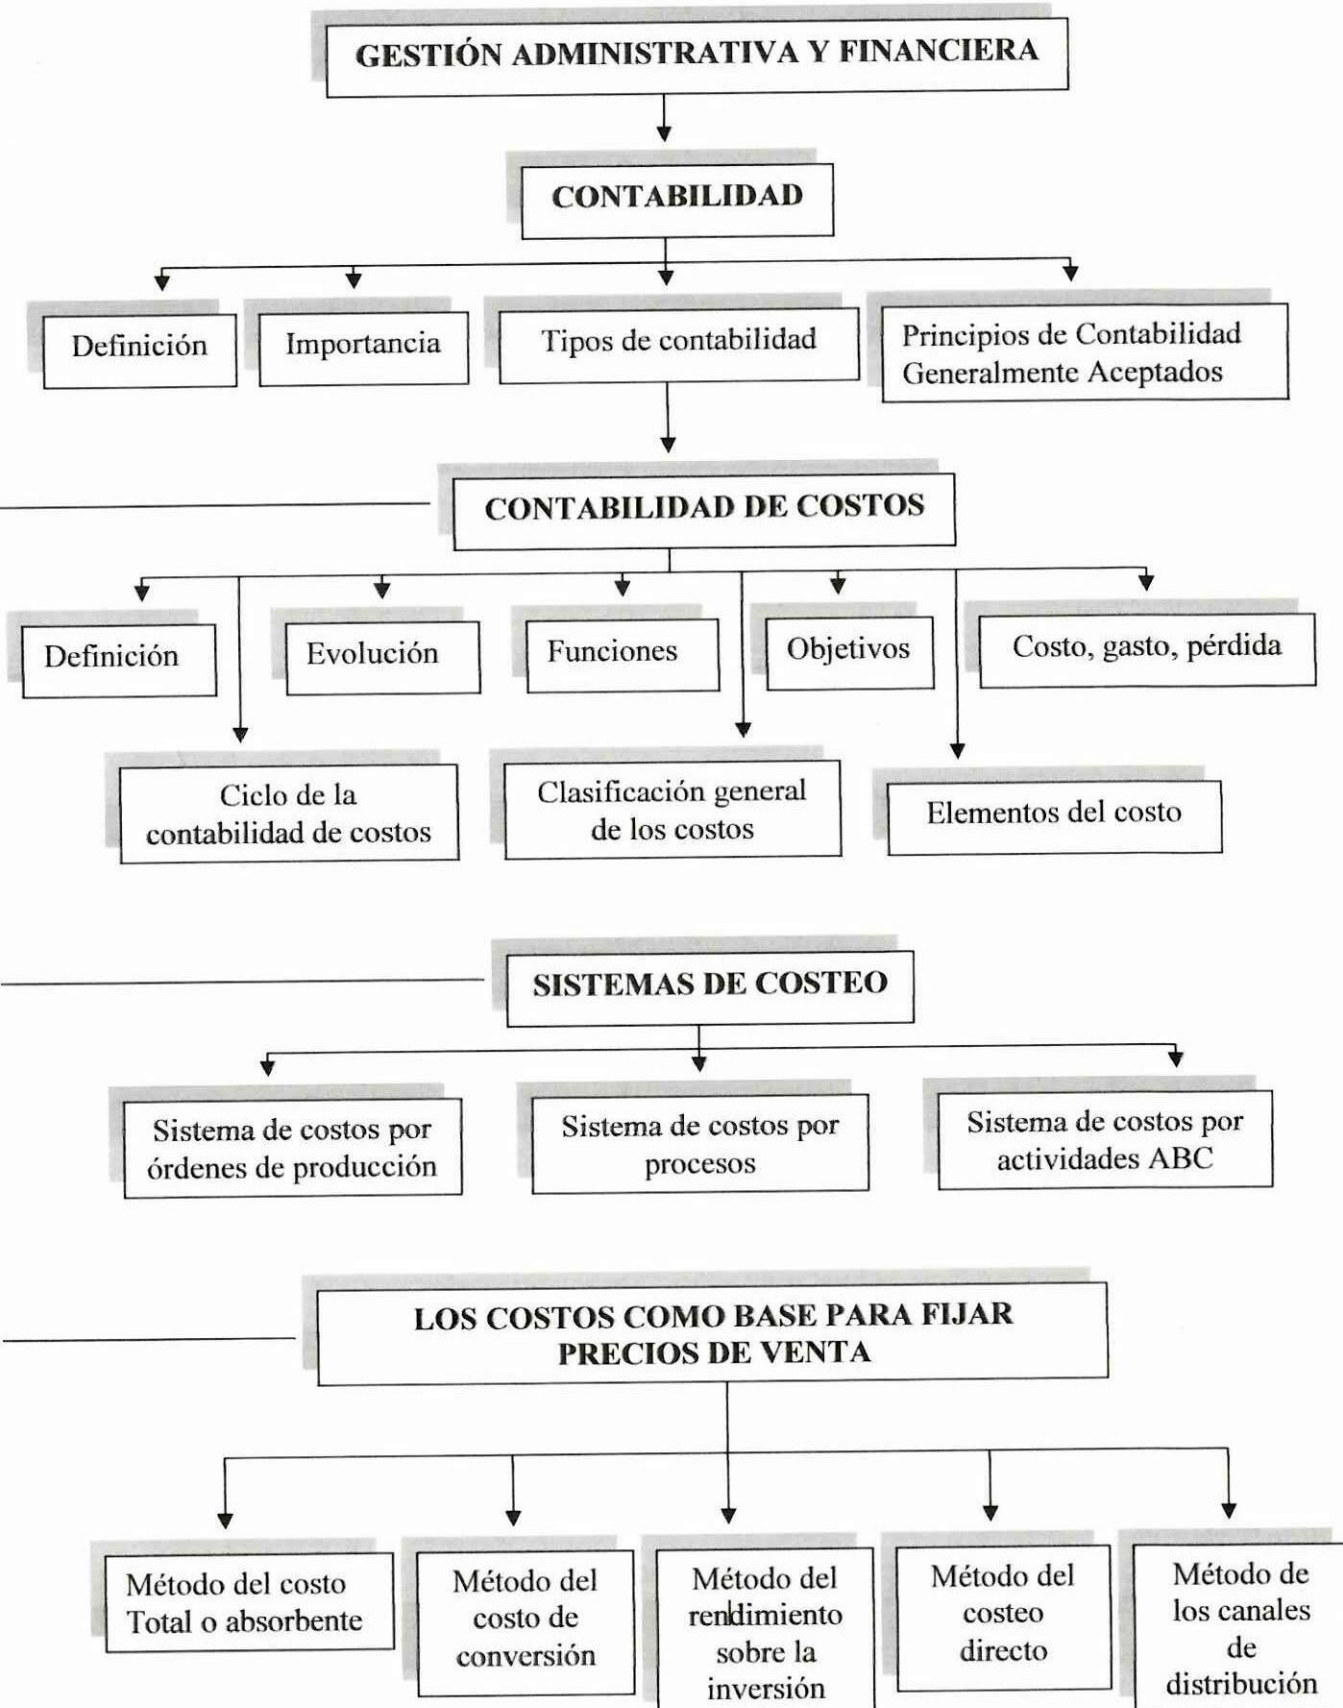 GESTIÓN ADMINISTRATIVA Y FINANCIERA
CONTABILIDAD
Definición
Importancia
Tipos de contabilidad
Principios de Contabilidad
Generalmente Aceptados
CONTABILIDAD DE COSTOS
Definición
Evolución
Funciones
Objetivos
Costo, gasto, pérdida
Ciclo de la
contabilidad de costos
Clasificación general
de los costos
Elementos del costo
SISTEMAS DE COSTEO
Sistema de costos por
órdenes de producción
Sistema de costos por
procesos
Sistema de costos por
actividades ABC
LOS COSTOS COMO BASE PARA FIJAR
PRECIOS DE VENTA
Método del costo
Total o absorbente
Método del
costo de
conversión
Método del
rendimiento
sobre la
inversión
Método del
costeo
directo
Método de
los canales
de
distribución